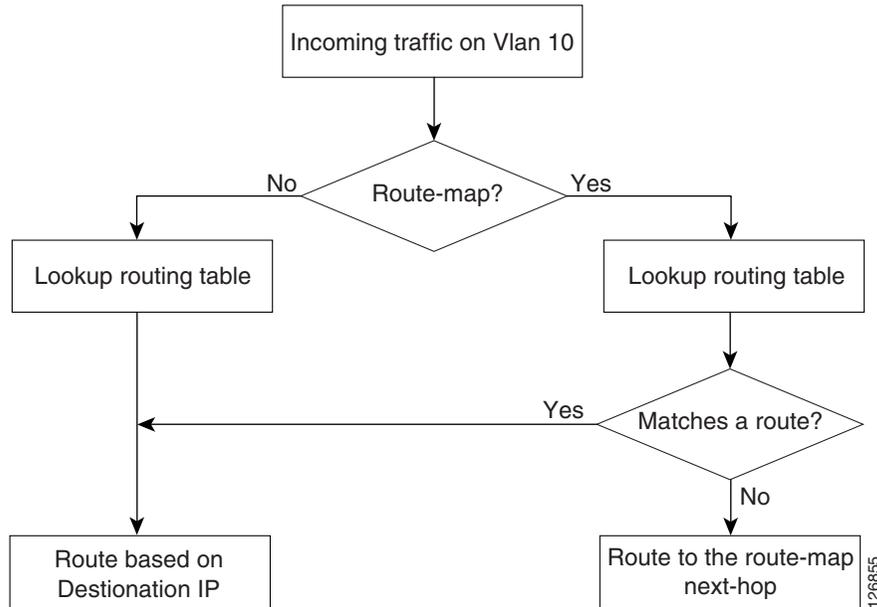 Incoming traffic on Vlan 10
No
Route-map?
Yes
Lookup routing table
Lookup routing table
Yes
Matches a route?
No
Route based on
Destionation IP
Route to the route-map
next-hop
126855